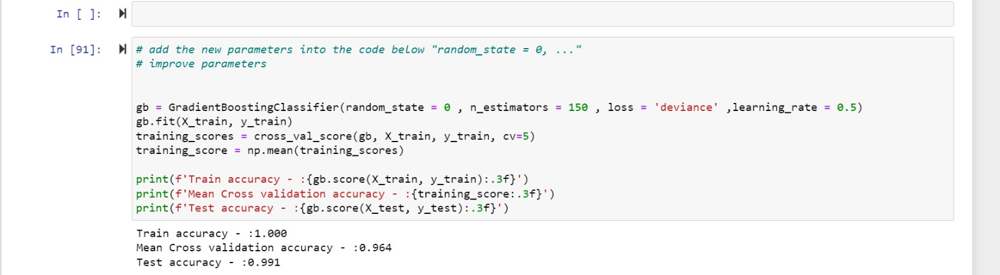 In [ ]:
In [91]:
# add the new parameters into the code below "random_state = 0, ..."
# improve parameters
gb = GradientBoostingClassifier(random_state = 0 , n_estimators = 150 , loss = 'deviance' ,learning_rate = 0.5)
gb.fit(X_train, y_train)
training_scores = cross_val_score(gb, X_train, y_train, cv=5)
training_score = np.mean(training_scores)
print(f'Train accuracy - :{gb.score(X_train, y_train):.3f}')
print(f'Mean Cross validation accuracy - :{training_score:.3f}')
print(f'Test accuracy - :{gb.score(X_test, y_test):.3f}')
Train accuracy - :1.000
Mean Cross validation accuracy - :0.964
Test accuracy - :0.991